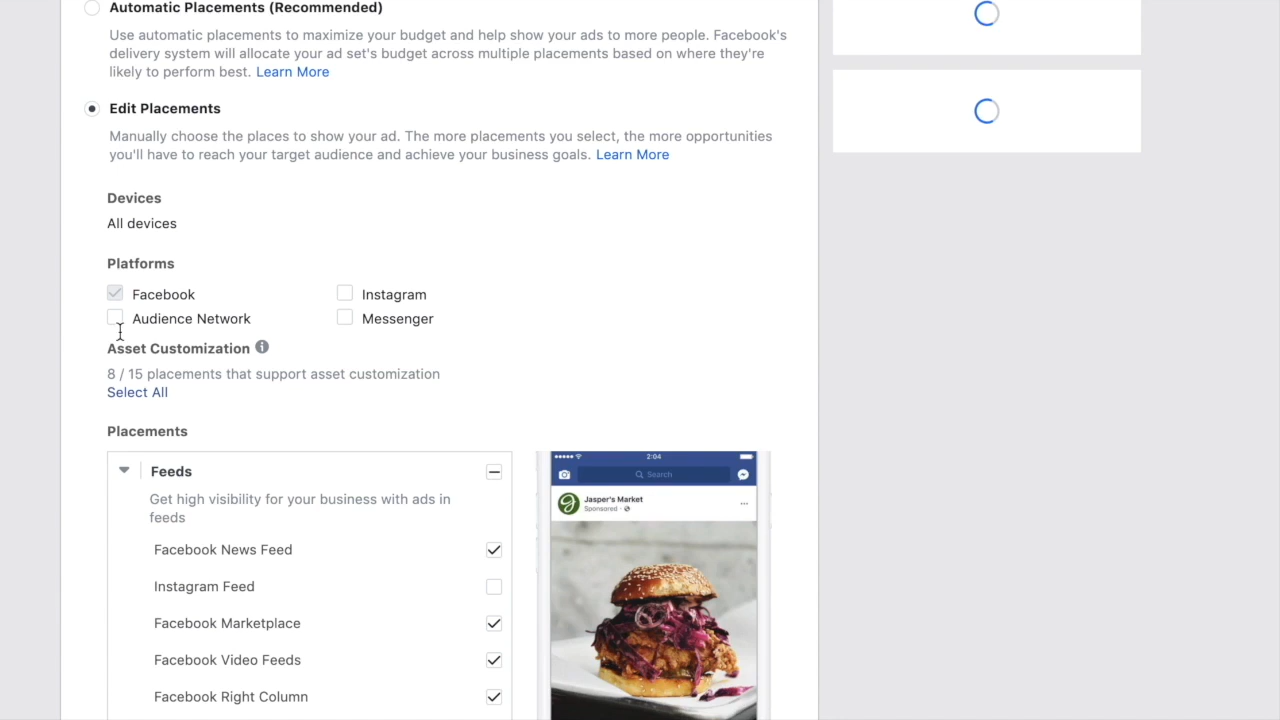 Automatic Placements (Recommended)
Use automatic placements to maximize your budget and help show your ads to more people. Facebook's
delivery system will allocate your ad set's budget across multiple placements based on where they're
likely to perform best. Learn More
Edit Placements
Manually choose the places to show your ad. The more placements you select, the more opportunities
you'll have to reach your target audience and achieve your business goals. Learn More
Devices
All devices
Platforms
Facebook
Instagram
Audience Network
Messenger
Asset Customization
8 / 15 placements that support asset customization
Select All
Placements
Feeds
Get high visibility for your business with ads in
feeds
Facebook News Feed
Instagram Feed
Facebook Marketplace
Facebook Video Feeds
Facebook Right Column
2:04
Search
Jasper's Market
Sponsored